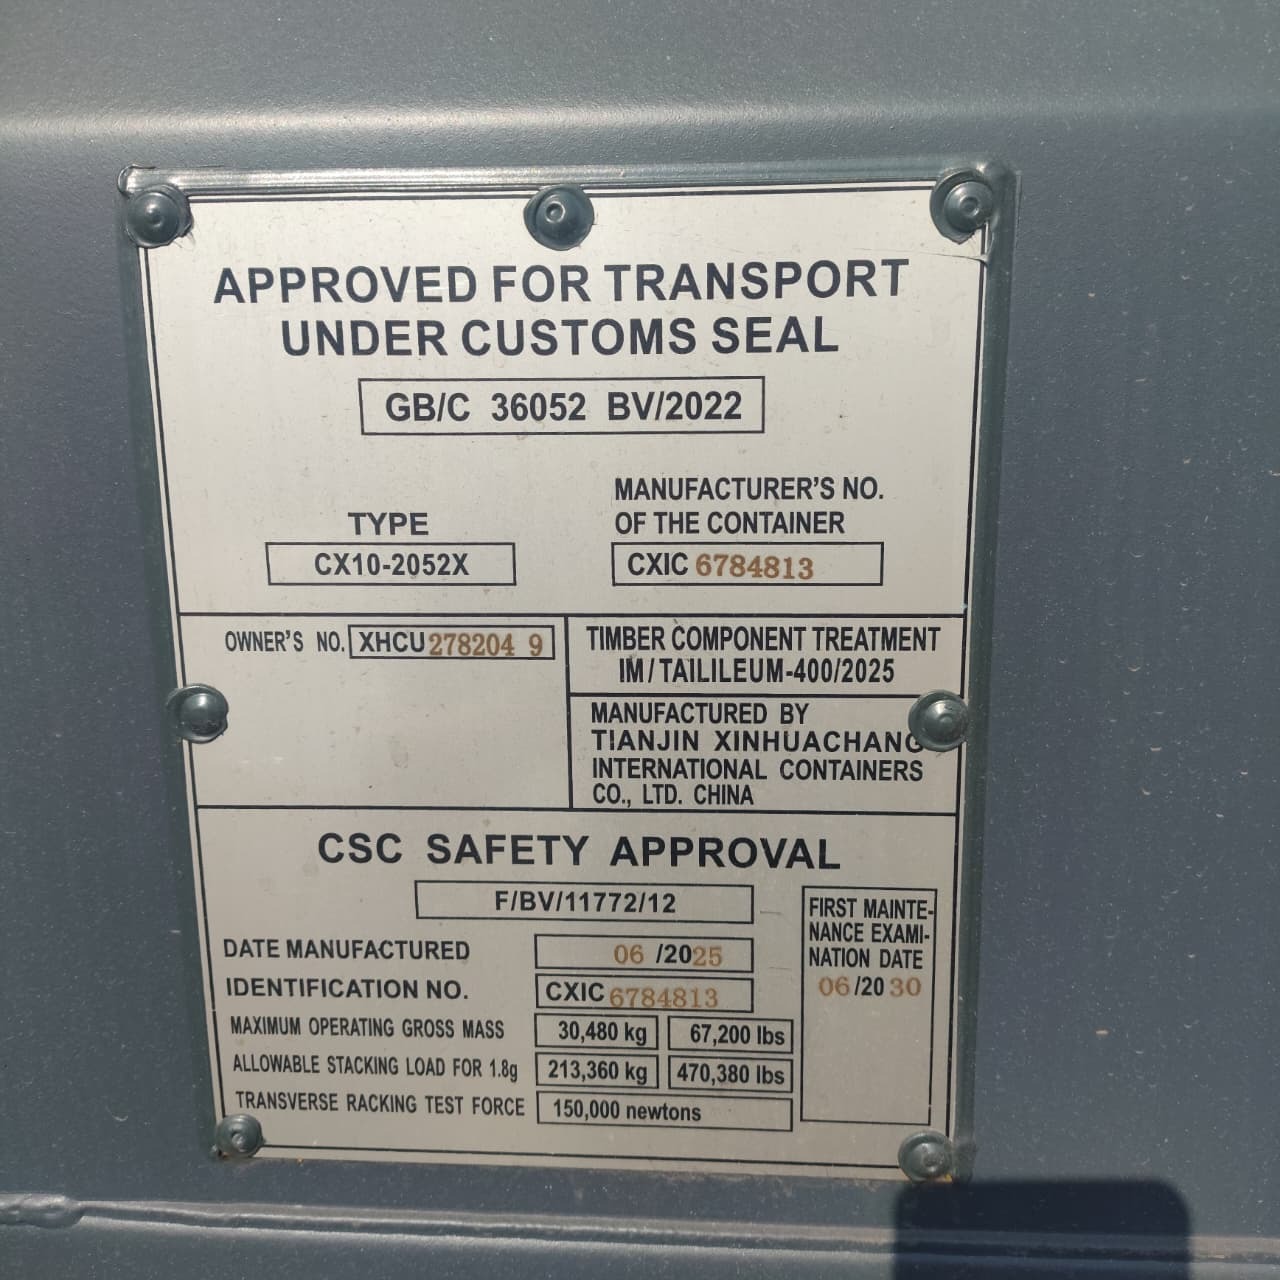 APPROVED FOR TRANSPORT
UNDER CUSTOMS SEAL
GB/C 36052 BV/2022
TYPE
CX10-2052X
MANUFACTURER'S NO.
OF THE CONTAINER
CXIC 6784813
OWNER'S NO. XHCU 278204 9
TIMBER COMPONENT TREATMENT
IM/TAILILEUM-400/2025
MANUFACTURED BY
TIANJIN XINHUACHANG
INTERNATIONAL CONTAINERS
CO., LTD. CHINA
CSC SAFETY APPROVAL
F/BV/11772/12
DATE MANUFACTURED 06 /2025
IDENTIFICATION NO. CXIC 6784813
MAXIMUM OPERATING GROSS MASS 30,480 kg 67,200 lbs
ALLOWABLE STACKING LOAD FOR 1.8g 213,360 kg 470,380 lbs
TRANSVERSE RACKING TEST FORCE 150,000 newtons
FIRST MAINTE-
NANCE EXAMI-
NATION DATE
06/20 30